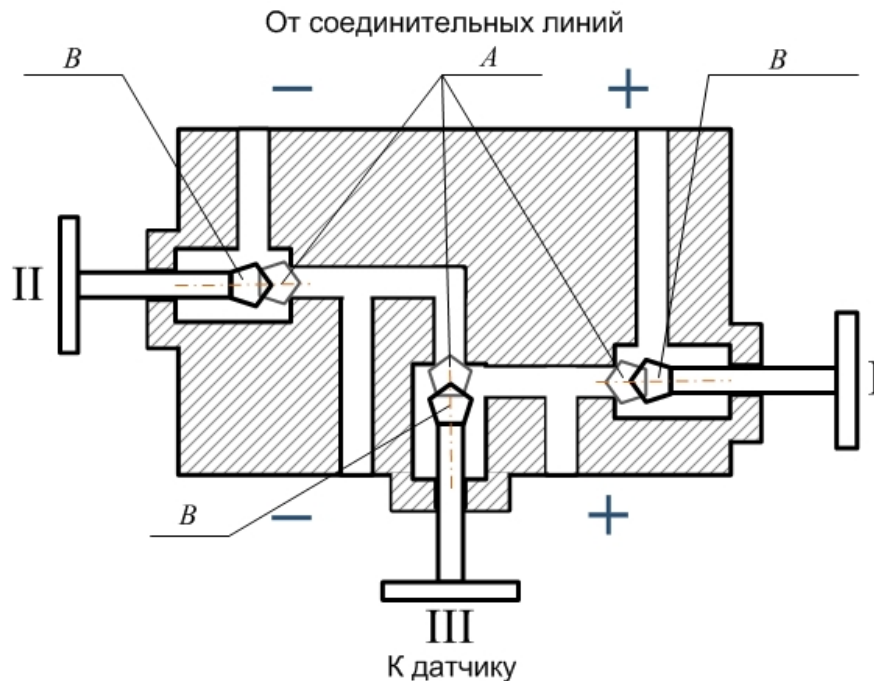 От соединительных линий
B A B
− +
II
I
B
− +
III
К датчику